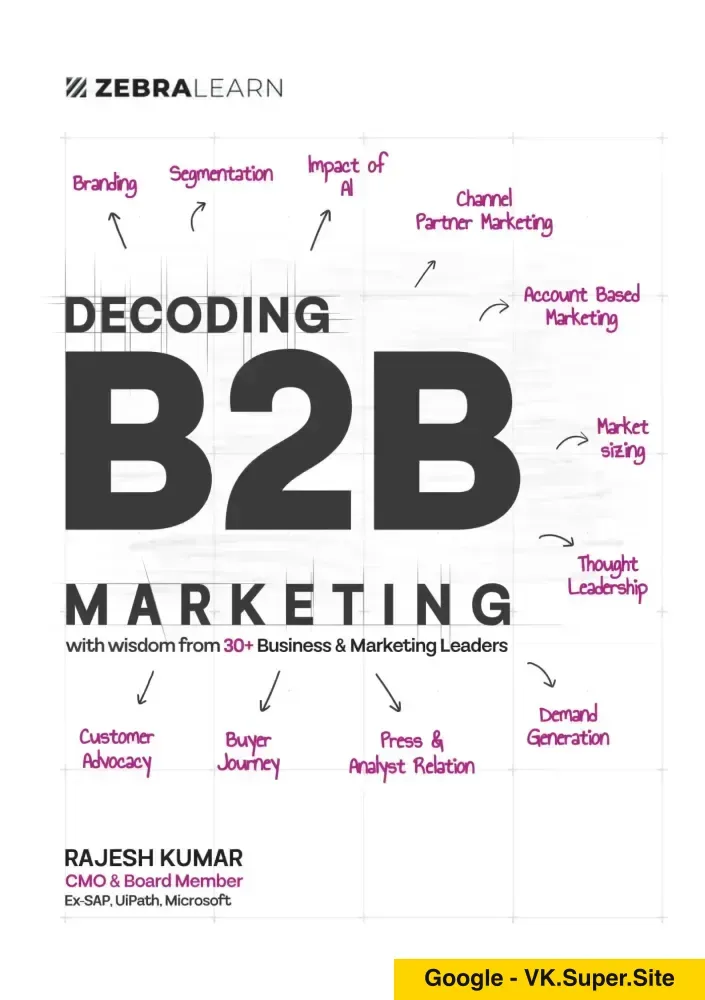 ZEBRALEARN
Branding
Segmentation
Impact of
AI
Channel
Partner Marketing
Account Based
Marketing
DECODING
B2B
Market
sizing
Thought
Leadership
MARKETING
with wisdom from 30+ Business & Marketing Leaders
Customer
Advocacy
Buyer
Journey
Press &
Analyst Relation
Demand
Generation
RAJESH KUMAR
CMO & Board Member
Ex-SAP, UiPath, Microsoft
Google - VK.Super.Site